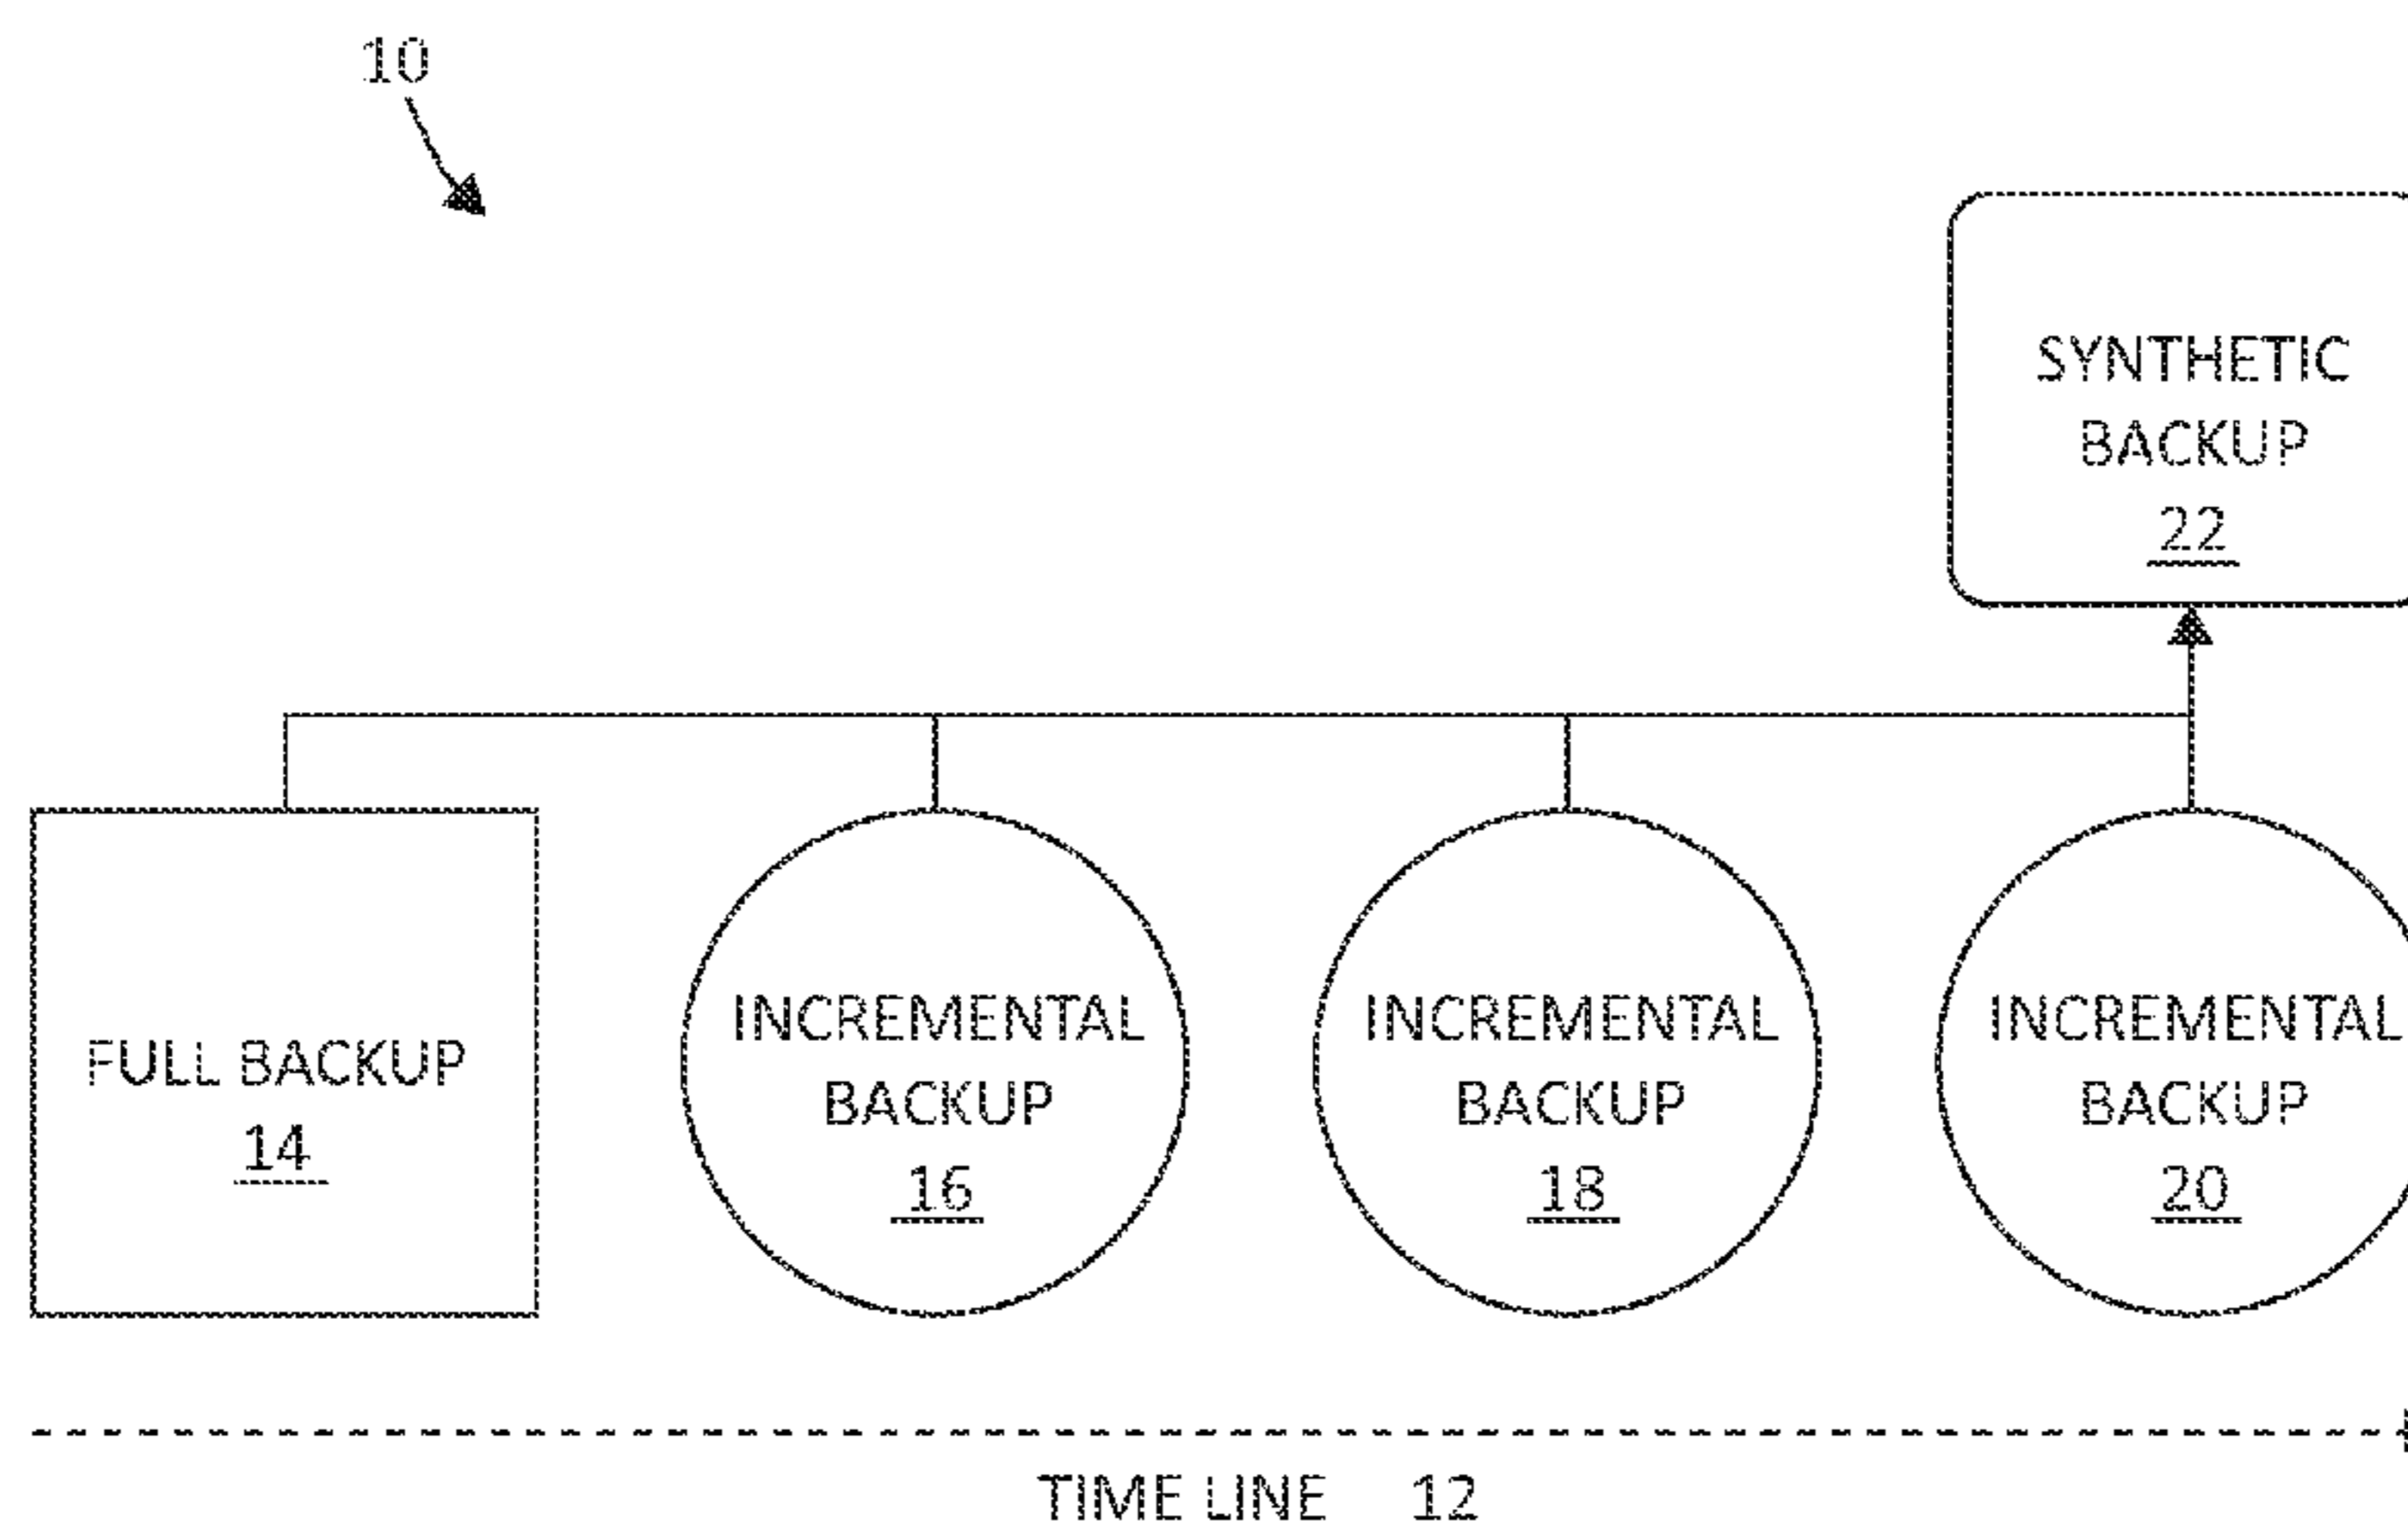 10
SYNTHETIC
BACKUP
22
FULL BACKUP
14
INCREMENTAL
BACKUP
16
INCREMENTAL
BACKUP
18
INCREMENTAL
BACKUP
20
TIME LINE 12